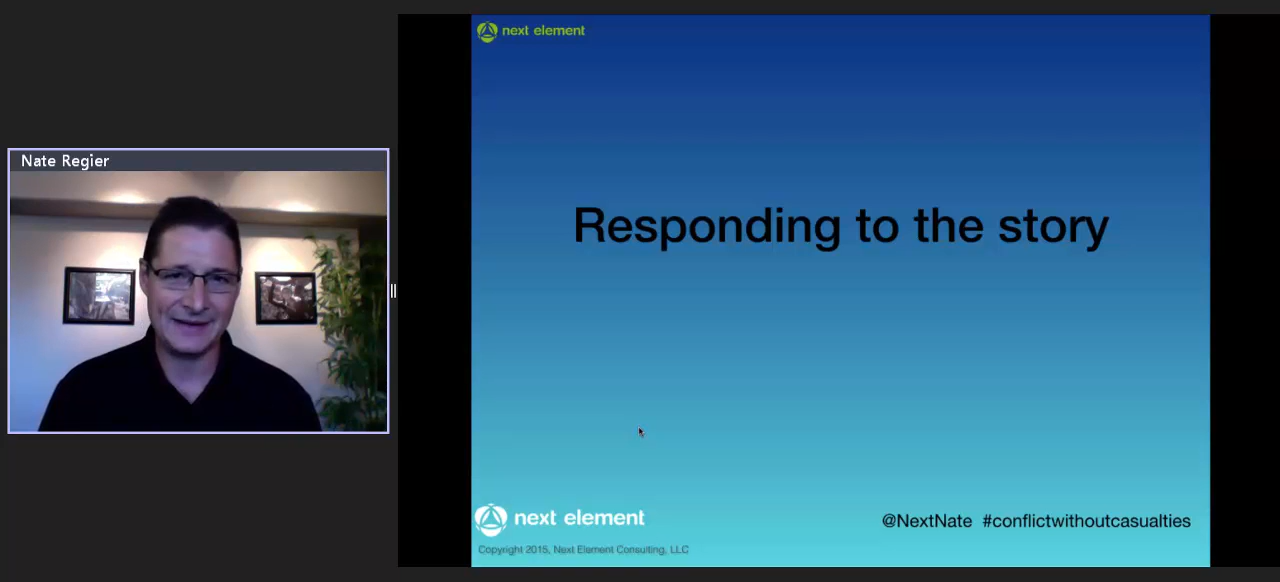 Nate Regier
next element
Responding to the story
next element
@NextNate #conflictwithoutcasualties
Copyright 2015, Next Element Consulting, LLC